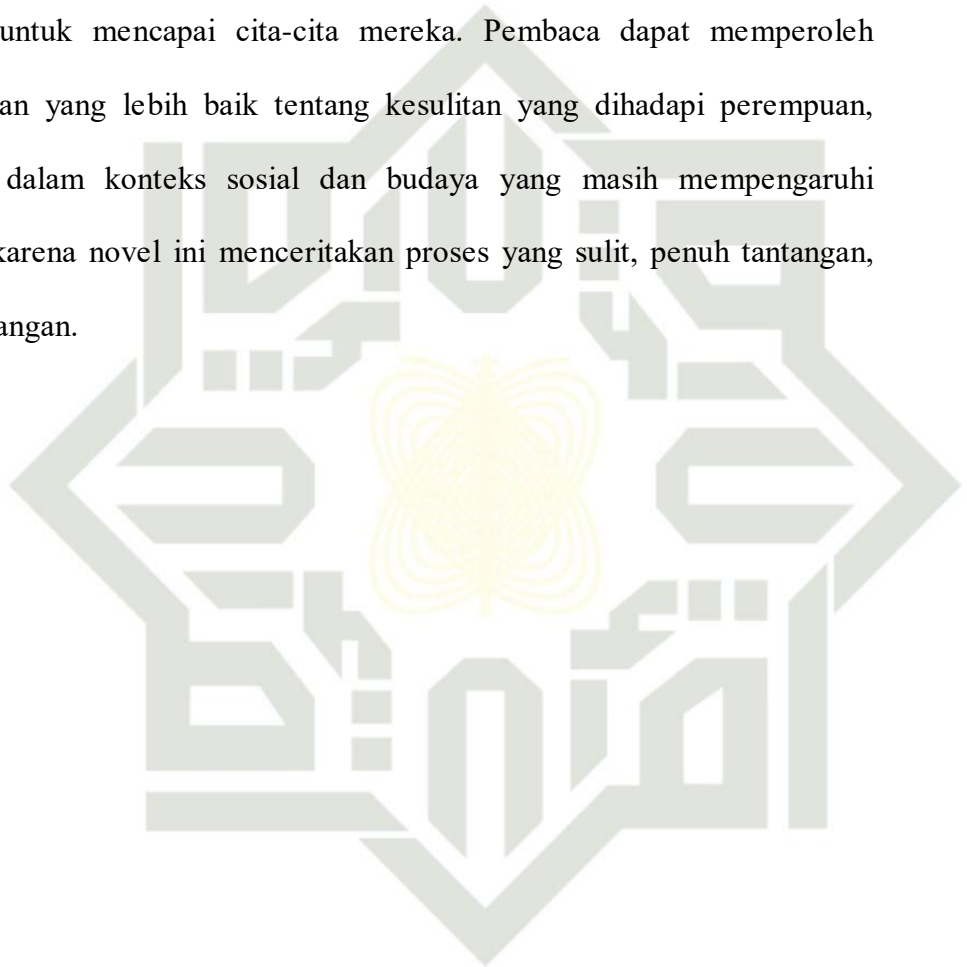 untuk mencapai cita-cita mereka. Pembaca dapat memperoleh
an yang lebih baik tentang kesulitan yang dihadapi perempuan,
dalam konteks sosial dan budaya yang masih mempengaruhi
karena novel ini menceritakan proses yang sulit, penuh tantangan,
angan.